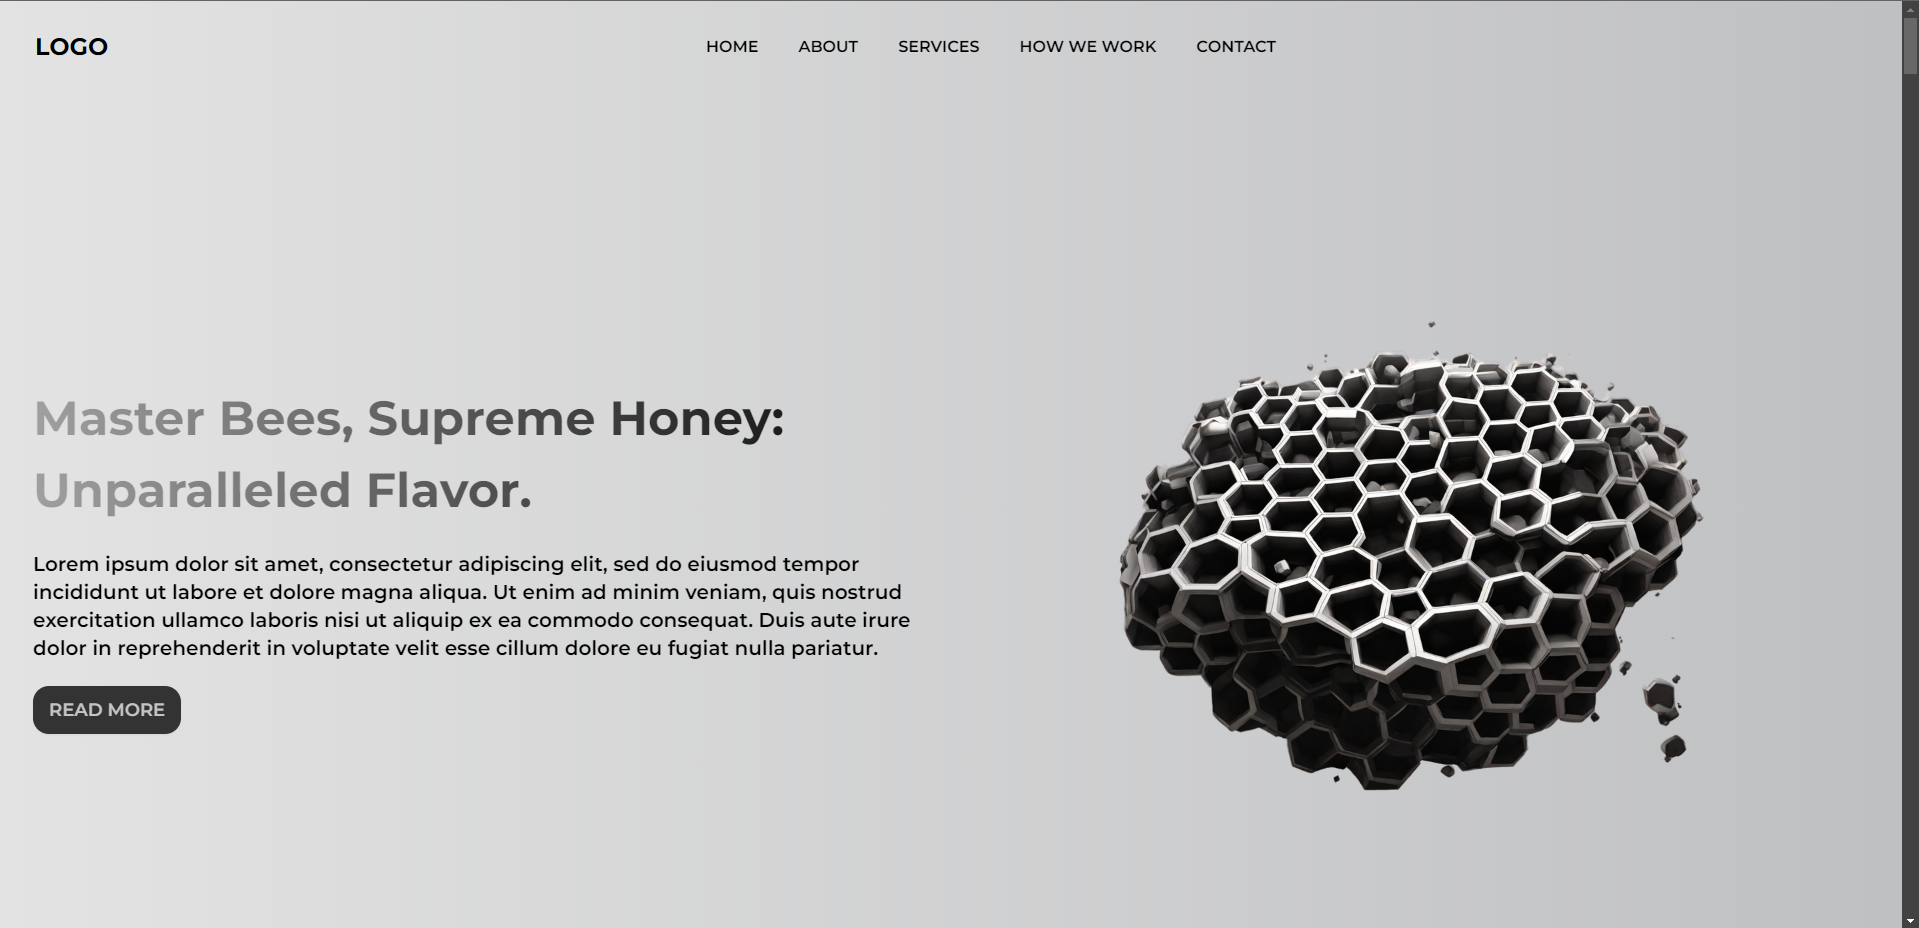 LOGO
HOME
ABOUT
SERVICES
HOW WE WORK
CONTACT
Master Bees, Supreme Honey:
Unparalleled Flavor.
Lorem ipsum dolor sit amet, consectetur adipiscing elit, sed do eiusmod tempor
incididunt ut labore et dolore magna aliqua. Ut enim ad minim veniam, quis nostrud
exercitation ullamco laboris nisi ut aliquip ex ea commodo consequat. Duis aute irure
dolor in reprehenderit in voluptate velit esse cillum dolore eu fugiat nulla pariatur.
READ MORE